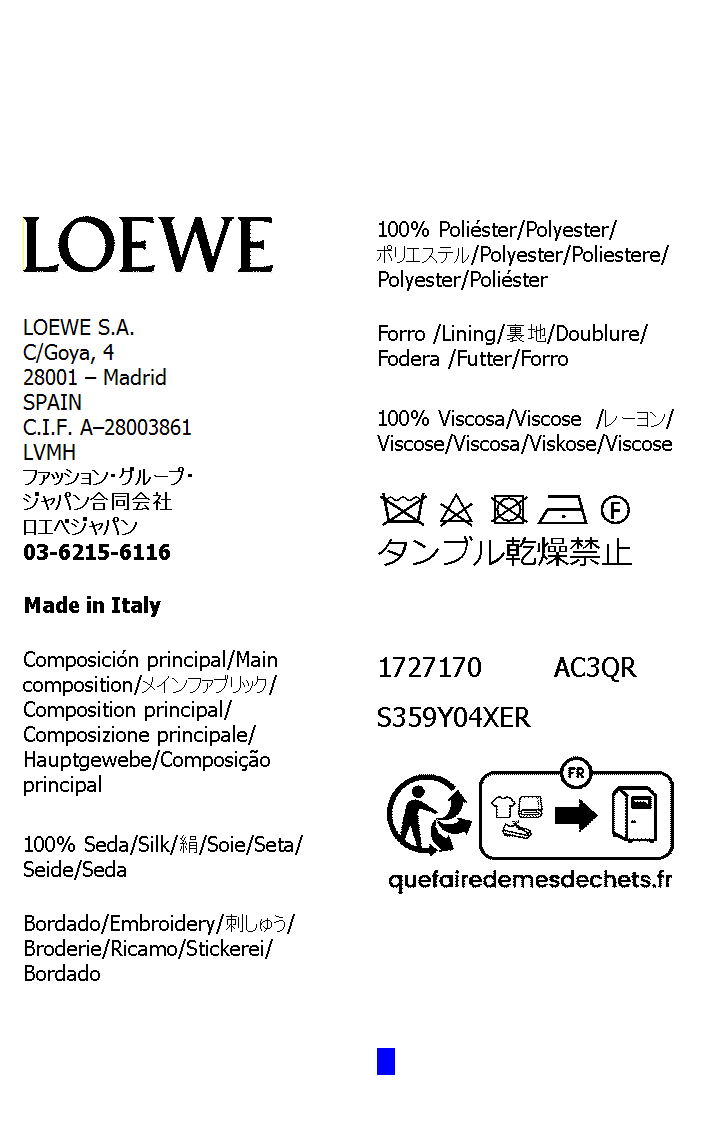 LOEWE
LOEWE S.A.
C/Goya, 4
28001 – Madrid
SPAIN
C.I.F. A–28003861
LVMH
ファッション・グループ・
ジャパン合同会社
ロエベジャパン
03-6215-6116
Made in Italy
Composición principal/Main
composition/メインファブリック/
Composition principal/
Composizione principale/
Hauptgewebe/Composição
principal
100% Seda/Silk/絹/Soie/Seta/
Seide/Seda
Bordado/Embroidery/刺しゅう/
Broderie/Ricamo/Stickerei/
Bordado
100% Poliéster/Polyester/
ポリエステル/Polyester/Poliestere/
Polyester/Poliéster
Forro /Lining/裏地/Doublure/
Fodera /Futter/Forro
100% Viscosa/Viscose /レーヨン/
Viscose/Viscosa/Viskose/Viscose
F
タンブル乾燥禁止
1727170 AC3QR
S359Y04XER
FR
quefairedemesdechets.fr